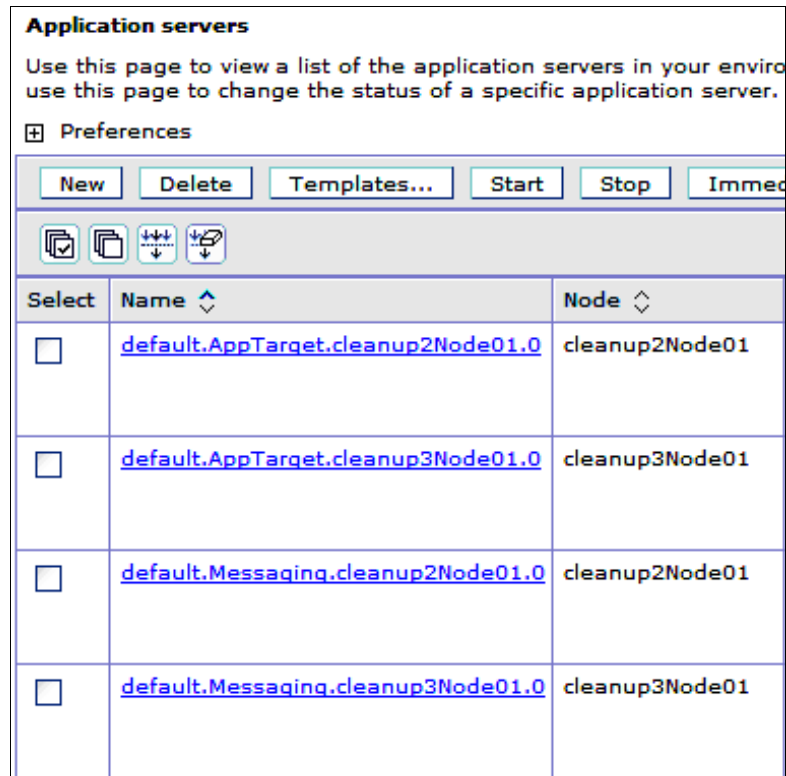 Application servers
Use this page to view a list of the application servers in your enviro
use this page to change the status of a specific application server.
Preferences
New Delete Templates... Start Stop Immed
Select Name Node
default.AppTarget.cleanup2Node01.0 cleanup2Node01
default.AppTarget.cleanup3Node01.0 cleanup3Node01
default.Messaging.cleanup2Node01.0 cleanup2Node01
default.Messaging.cleanup3Node01.0 cleanup3Node01